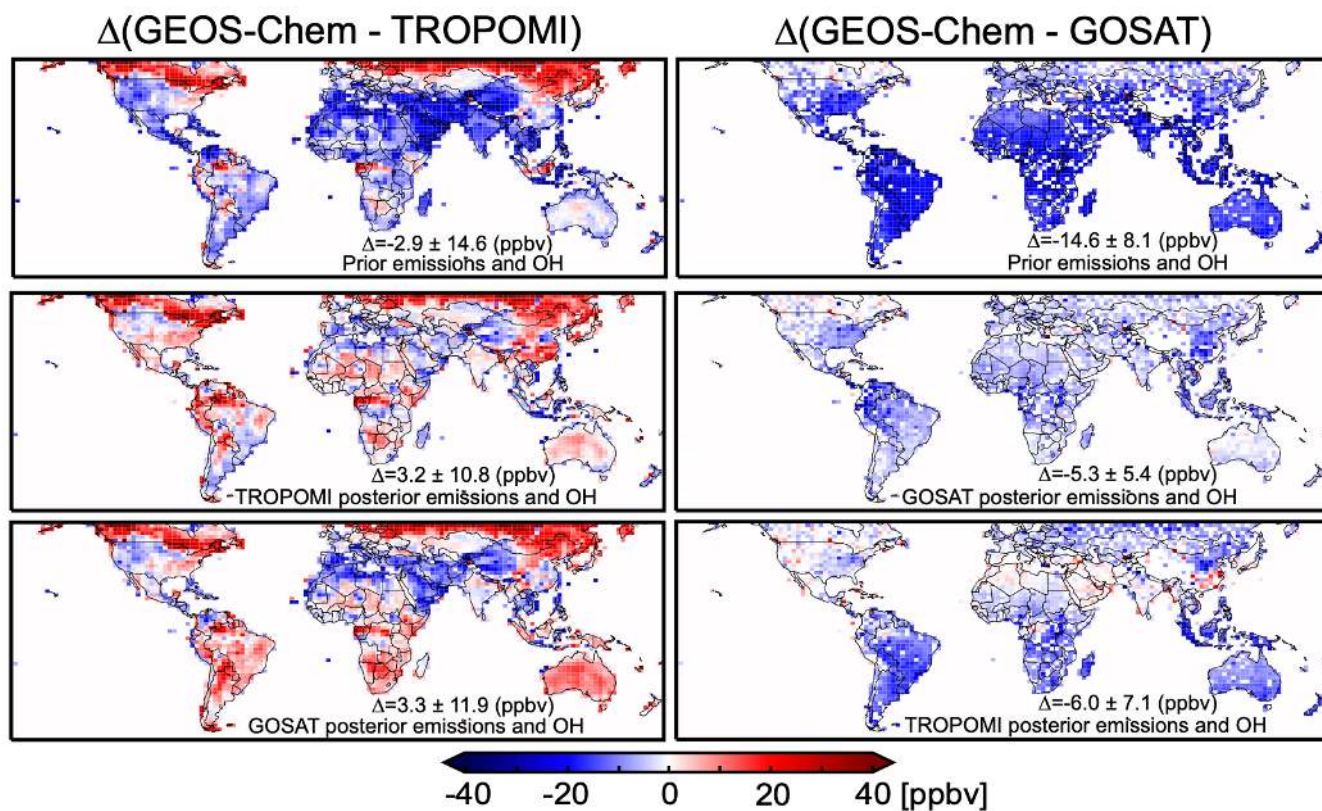 Δ(GEOS-Chem - TROPOMI)
Δ(GEOS-Chem - GOSAT)
Δ=-2.9 ± 14.6 (ppbv)
Prior emissions and OH
Δ=-14.6 ± 8.1 (ppbv)
Prior emissions and OH
Δ=3.2 ± 10.8 (ppbv)
TROPOMI posterior emissions and OH
Δ=-5.3 ± 5.4 (ppbv)
GOSAT posterior emissions and OH
Δ=3.3 ± 11.9 (ppbv)
GOSAT posterior emissions and OH
Δ=-6.0 ± 7.1 (ppbv)
TROPOMI posterior emissions and OH
-40 -20 0 20 40 [ppbv]